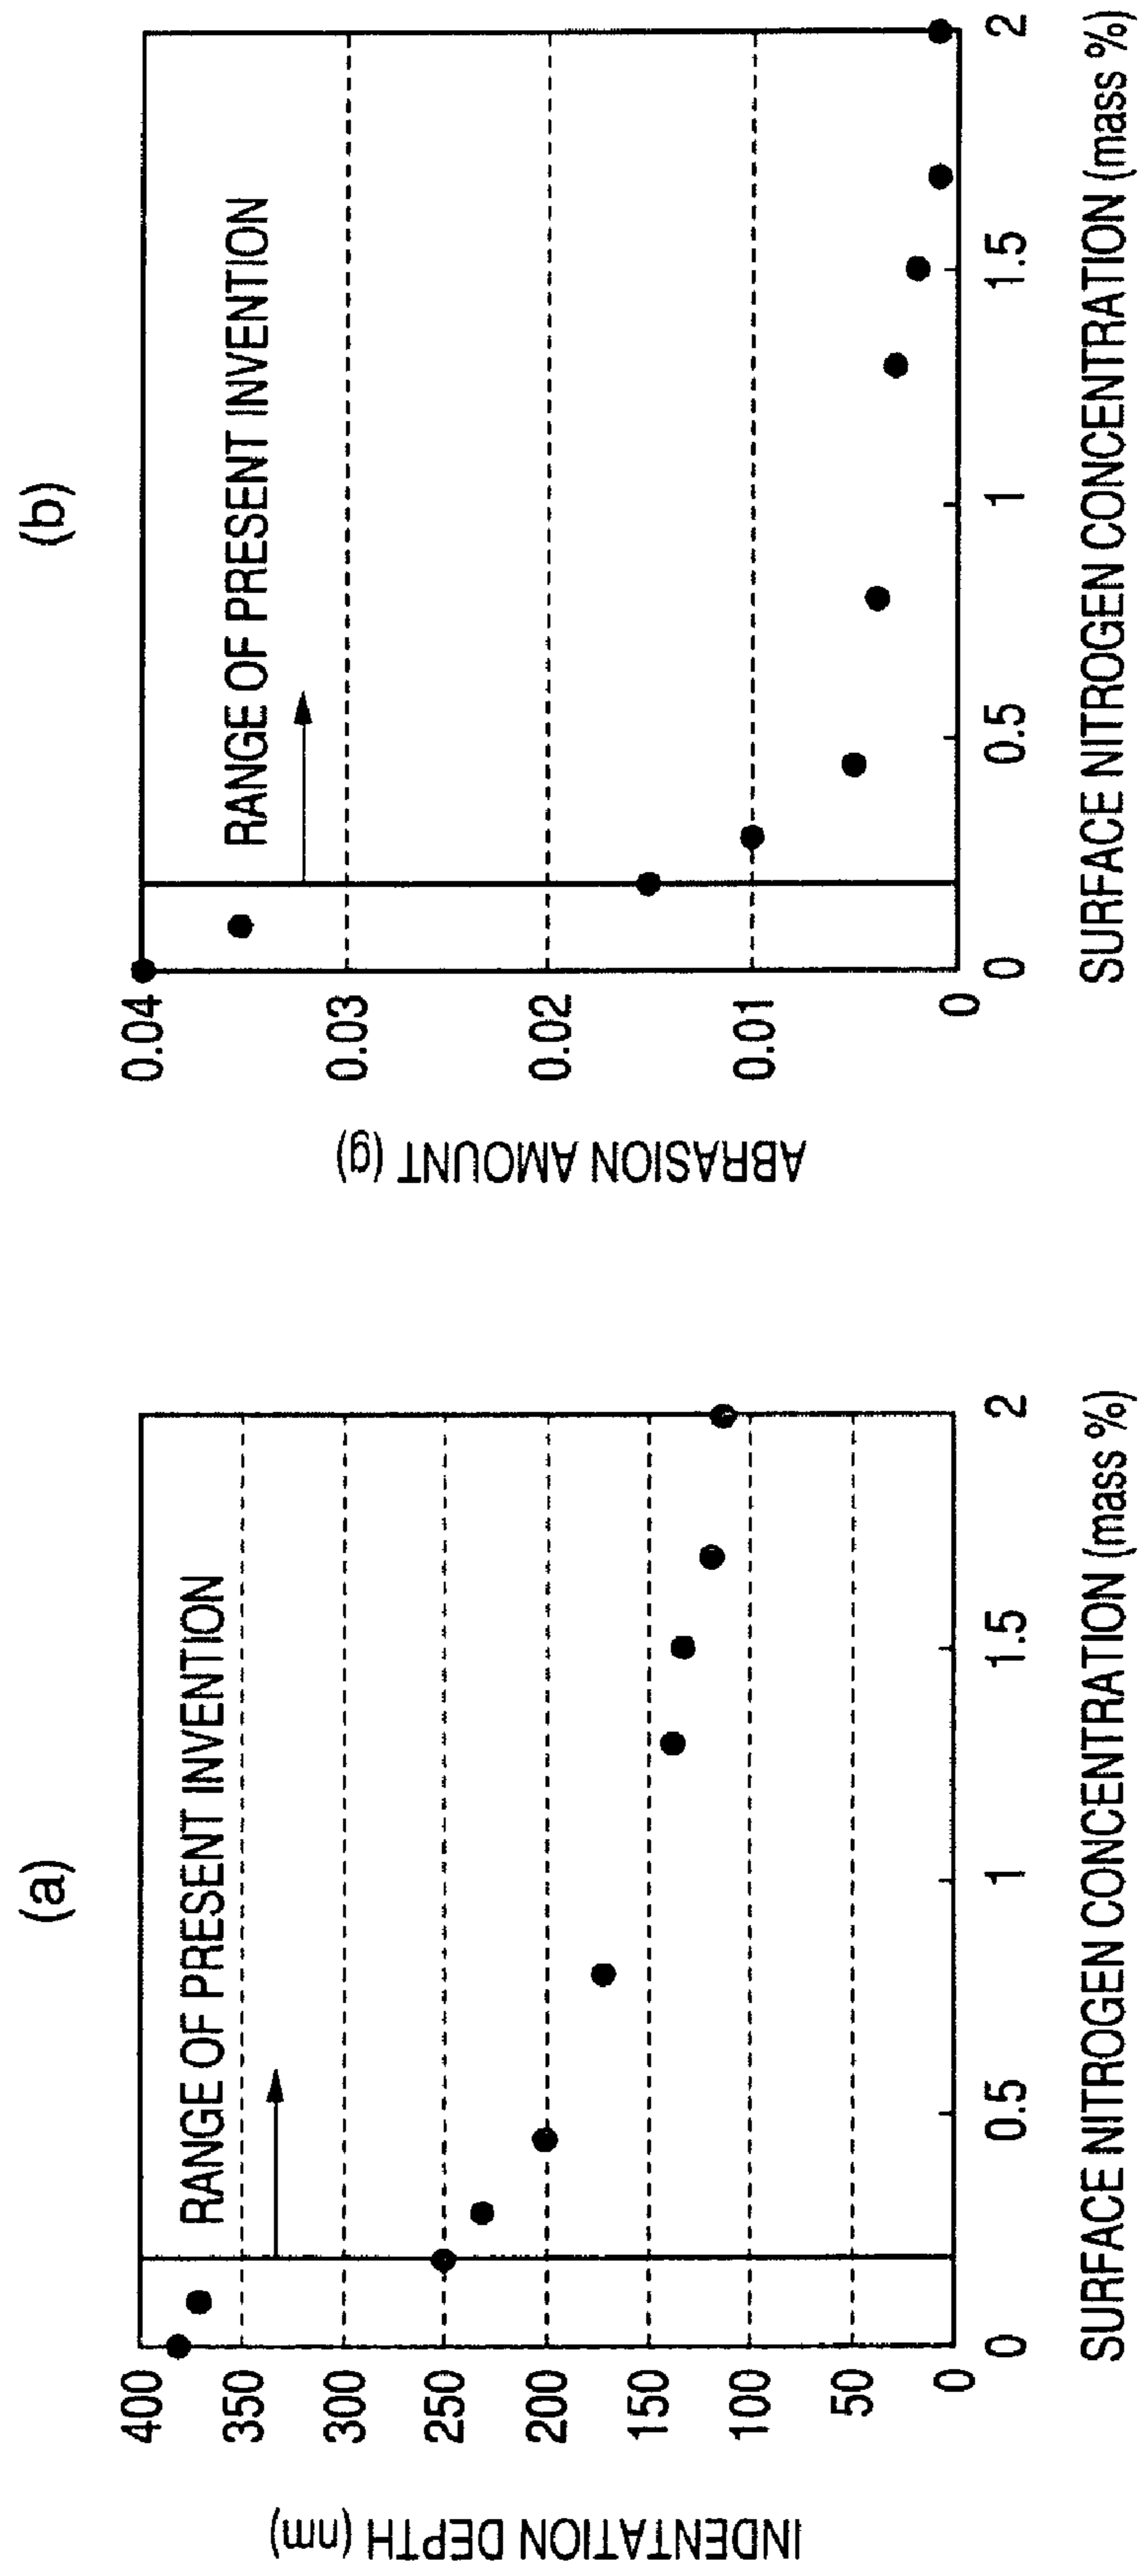 (a)
RANGE OF PRESENT INVENTION
400
350
300
250
200
150
100
50
0
INDENTATION DEPTH (nm)
0 0.5 1 1.5 2
SURFACE NITROGEN CONCENTRATION (mass %)
(b)
RANGE OF PRESENT INVENTION
0.04
0.03
0.02
0.01
0
ABRASION AMOUNT (g)
0 0.5 1 1.5 2
SURFACE NITROGEN CONCENTRATION (mass %)